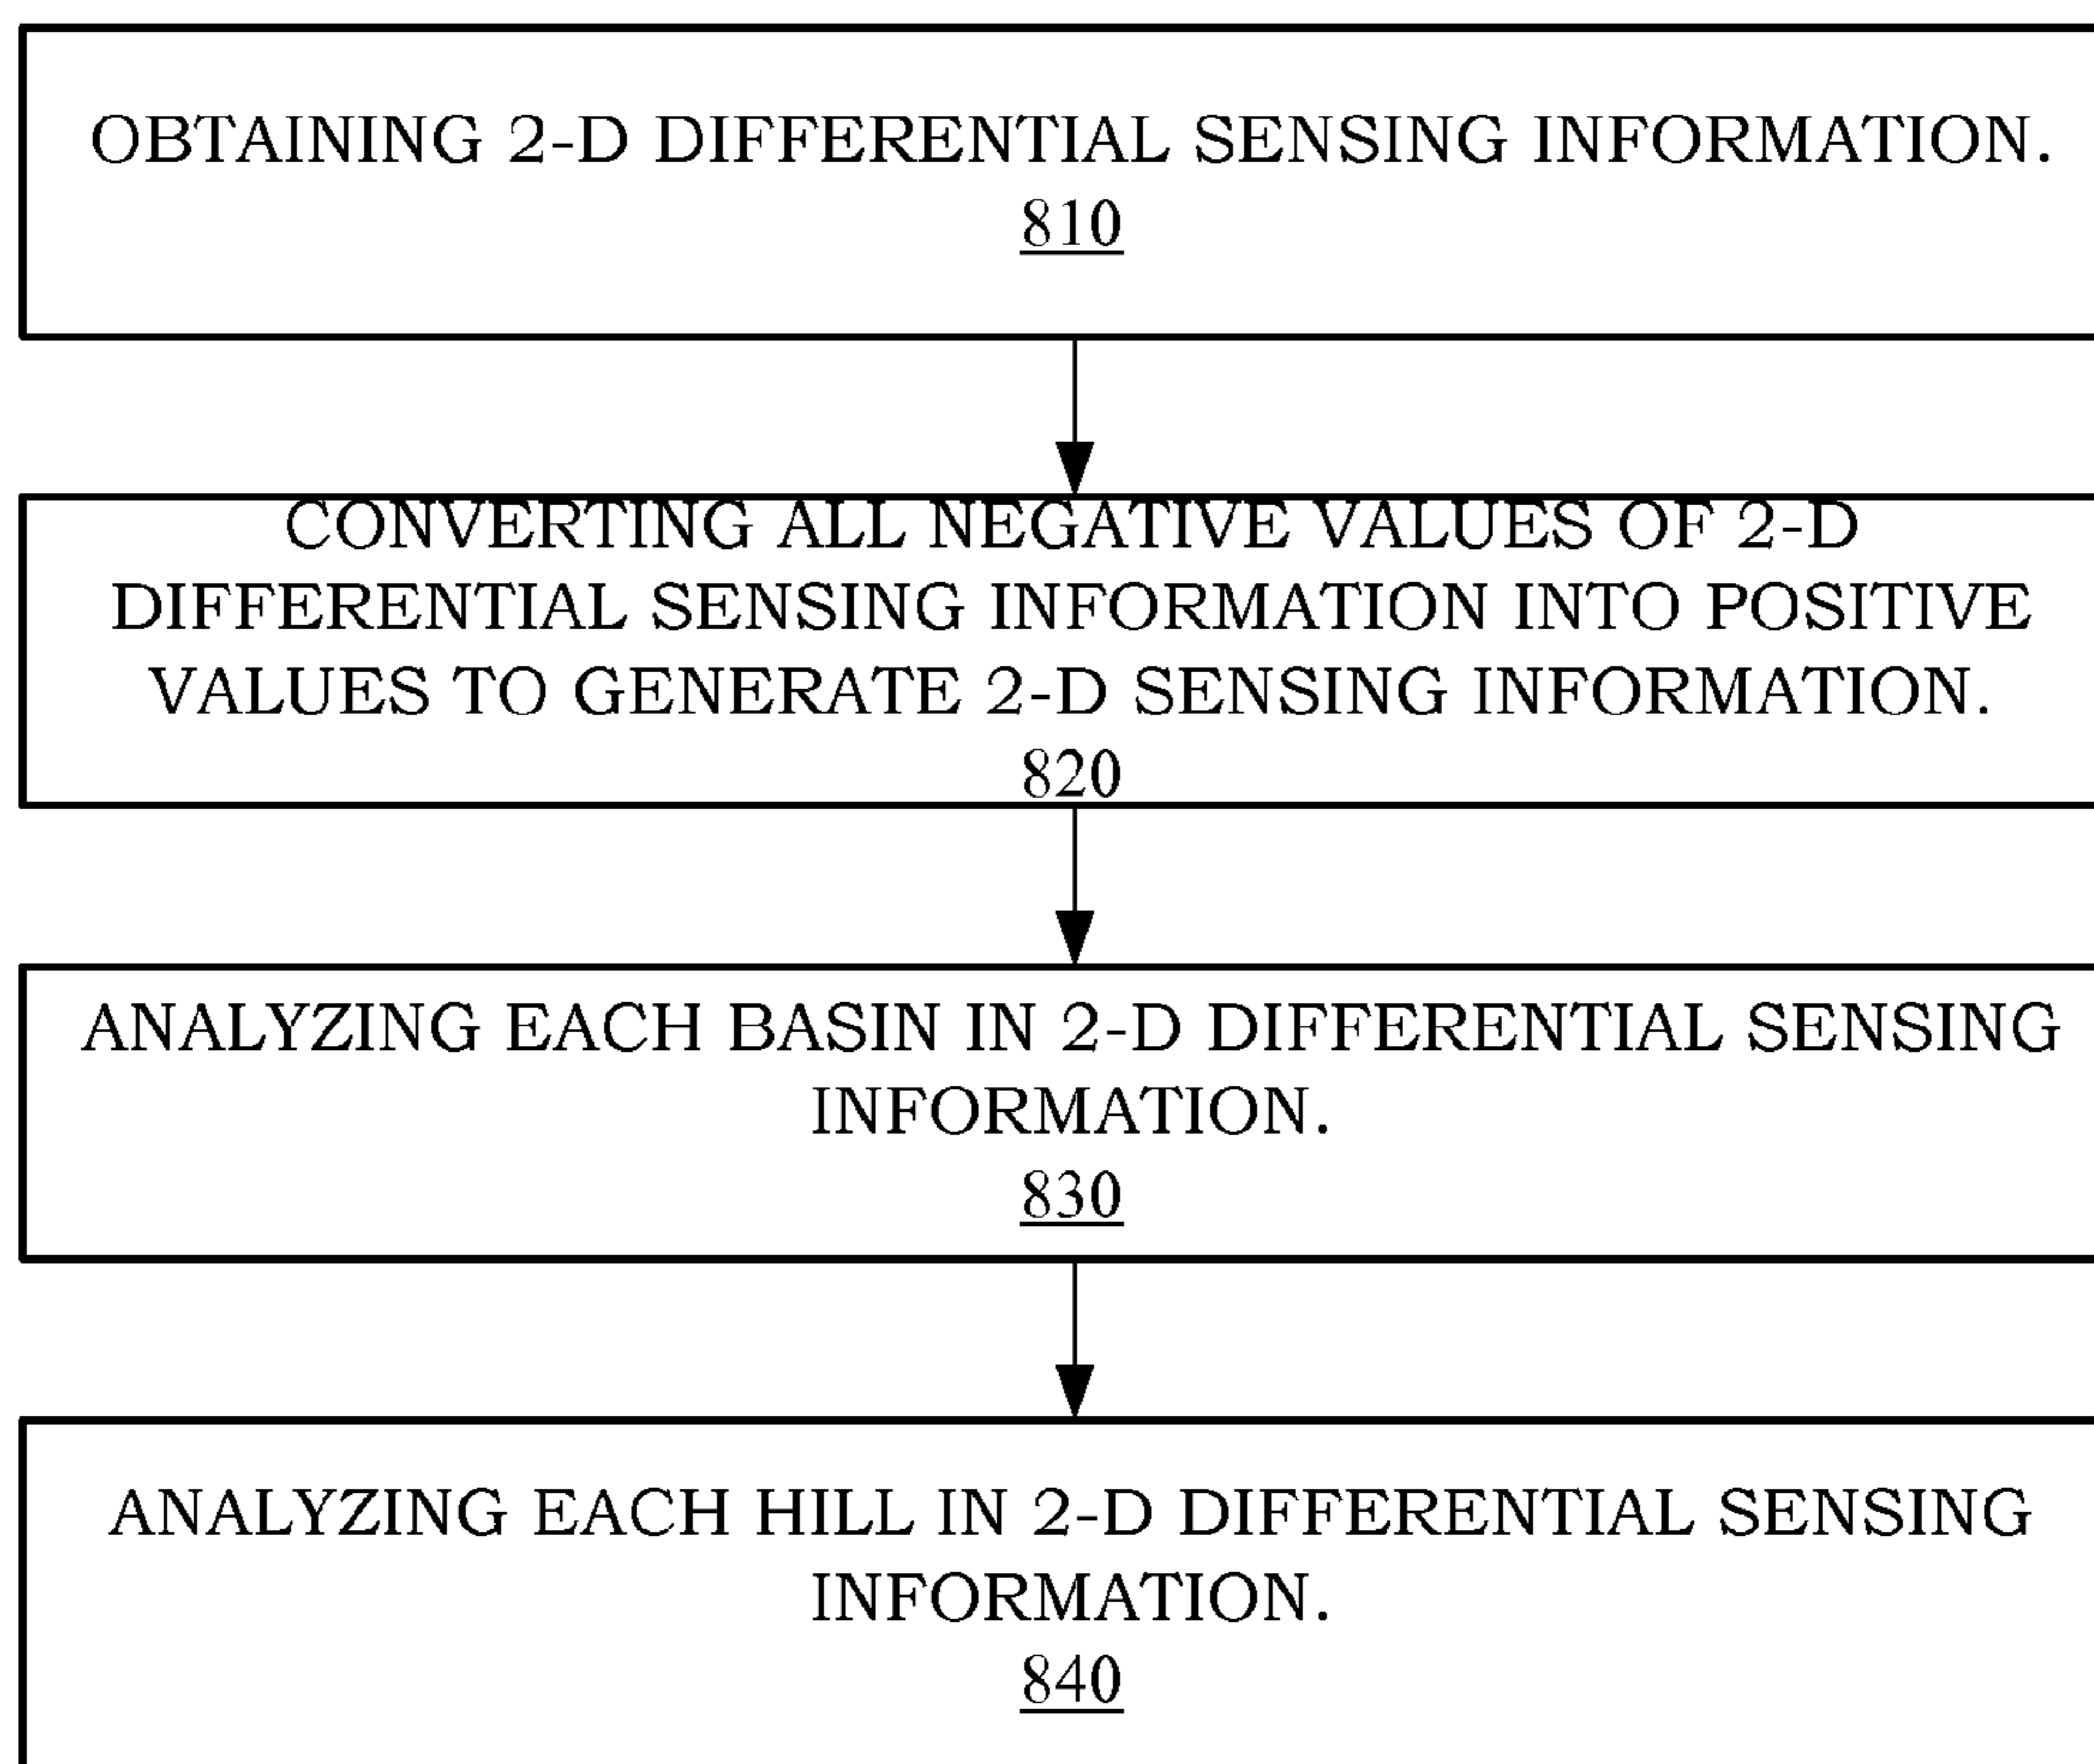 OBTAINING 2-D DIFFERENTIAL SENSING INFORMATION.
810
CONVERTING ALL NEGATIVE VALUES OF 2-D
DIFFERENTIAL SENSING INFORMATION INTO POSITIVE
VALUES TO GENERATE 2-D SENSING INFORMATION.
820
ANALYZING EACH BASIN IN 2-D DIFFERENTIAL SENSING
INFORMATION.
830
ANALYZING EACH HILL IN 2-D DIFFERENTIAL SENSING
INFORMATION.
840